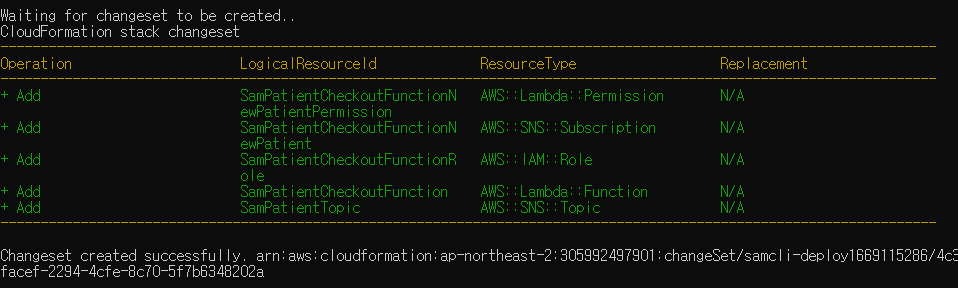 Waiting for changeset to be created..
CloudFormation stack changeset
Operation LogicalResourceId ResourceType Replacement
+ Add SamPatientCheckoutFunctionN AWS::Lambda::Permission N/A
ewPatientPermission
+ Add SamPatientCheckoutFunctionN AWS::SNS::Subscription N/A
ewPatient
+ Add SamPatientCheckoutFunctionR AWS::IAM::Role N/A
ole
+ Add SamPatientCheckoutFunction AWS::Lambda::Function N/A
+ Add SamPatientTopic AWS::SNS::Topic N/A
Changeset created successfully. arn:aws:cloudformation:ap-northeast-2:305992497901:changeSet/samcli-deploy1669115286/4c3
facef-2294-4cfe-8c70-5f7b6348202a